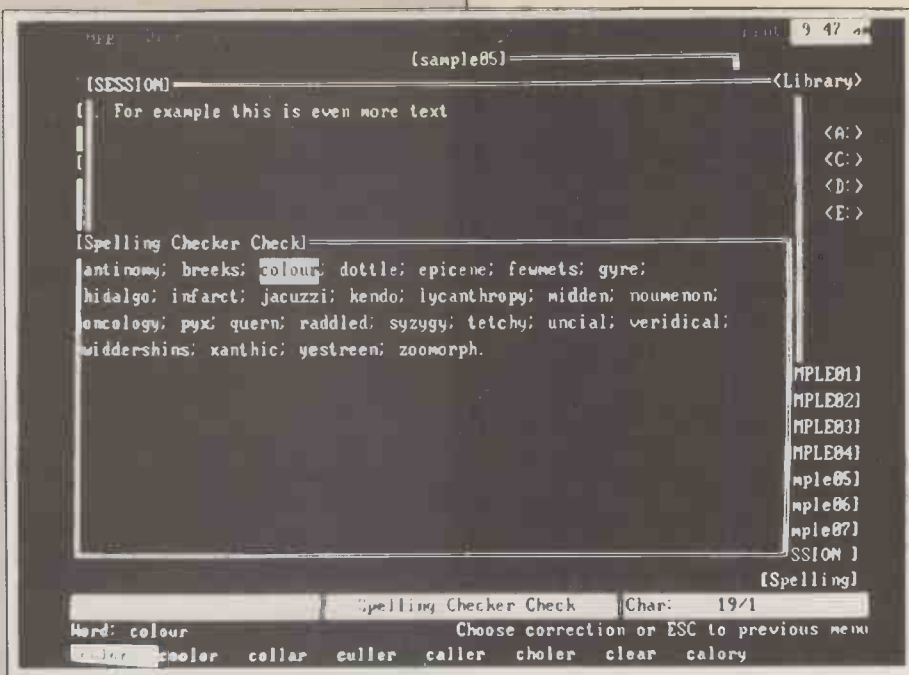 9 47
[sample05]
[SESSION] <Library>
. For example this is even more text
<A:>
<C:>
<D:>
<E:>
[Spelling Checker Check]
antinomy; breeks; colour; dottle; epicene; fewmets; gyre;
hidalgo; infarct; jacuzzi; kendo; lycanthropy; midden; noumenon;
oncology; pyx; quern; raddled; syzygy; tetchy; uncial; veridical;
widdershins; xanthic; yestreen; zoomorph.
MPLE01]
MPLE02]
MPLE03]
MPLE04]
mple05]
mple06]
mple07]
SSION ]
[Spelling]
Spelling Checker Check Char: 19/1
Word: colour Choose correction or ESC to previous menu
cooler collar culler caller choler clear calory